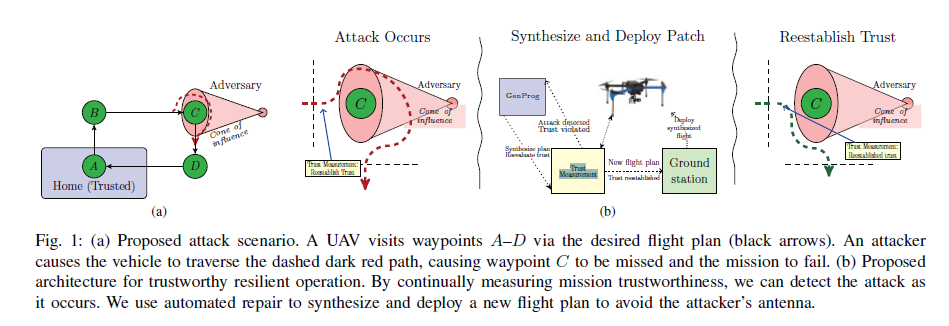 Attack Occurs
Synthesize and Deploy Patch
Reestablish Trust
Adversary
B
C
Cone of
influence
A
D
Home (Trusted)
(a)
Adversary
C
Cone of
influence
Trust Measurement:
Reestablish Trust
GenProg
Attack detected
Trust violated
Synthesize plan
Reevaluate trust
Deploy
synthesized
flight
Trust
Measurement
New flight plan
Trust reestablished
Ground
station
(b)
Adversary
C
Cone of
influence
Trust Measurement:
Reestablished trust
Fig. 1: (a) Proposed attack scenario. A UAV visits waypoints A–D via the desired flight plan (black arrows). An attacker
causes the vehicle to traverse the dashed dark red path, causing waypoint C to be missed and the mission to fail. (b) Proposed
architecture for trustworthy resilient operation. By continually measuring mission trustworthiness, we can detect the attack as
it occurs. We use automated repair to synthesize and deploy a new flight plan to avoid the attacker's antenna.